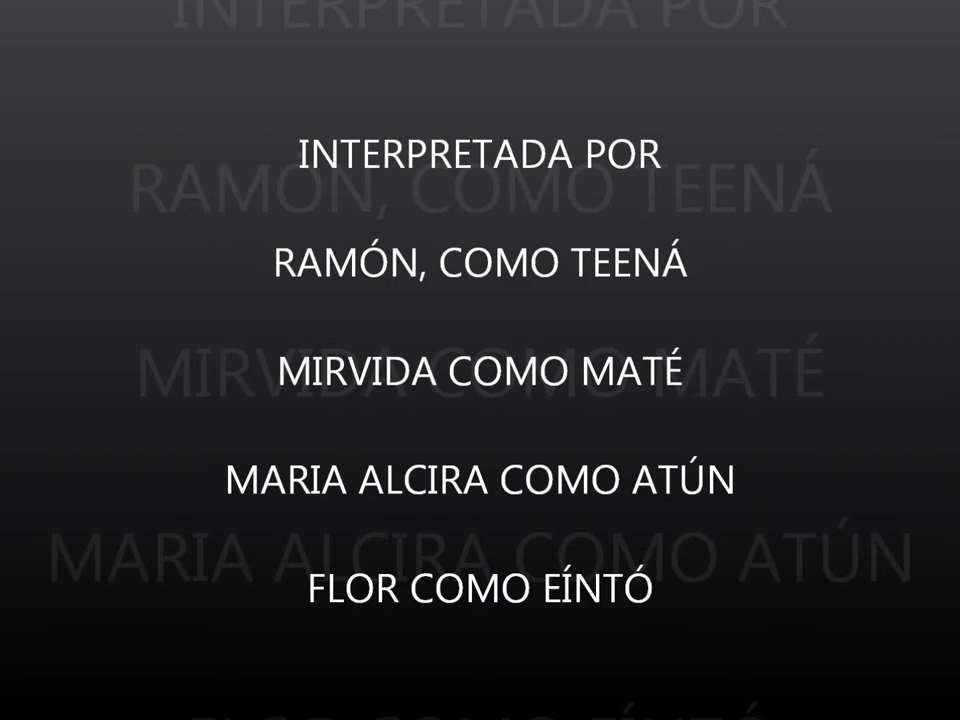 INTERPRETADA POR
RAMÓN, COMO TEENÁ
MIRVIDA COMO MATÉ
MARIA ALCIRA COMO ATÚN
FLOR COMO EÍNTÓ